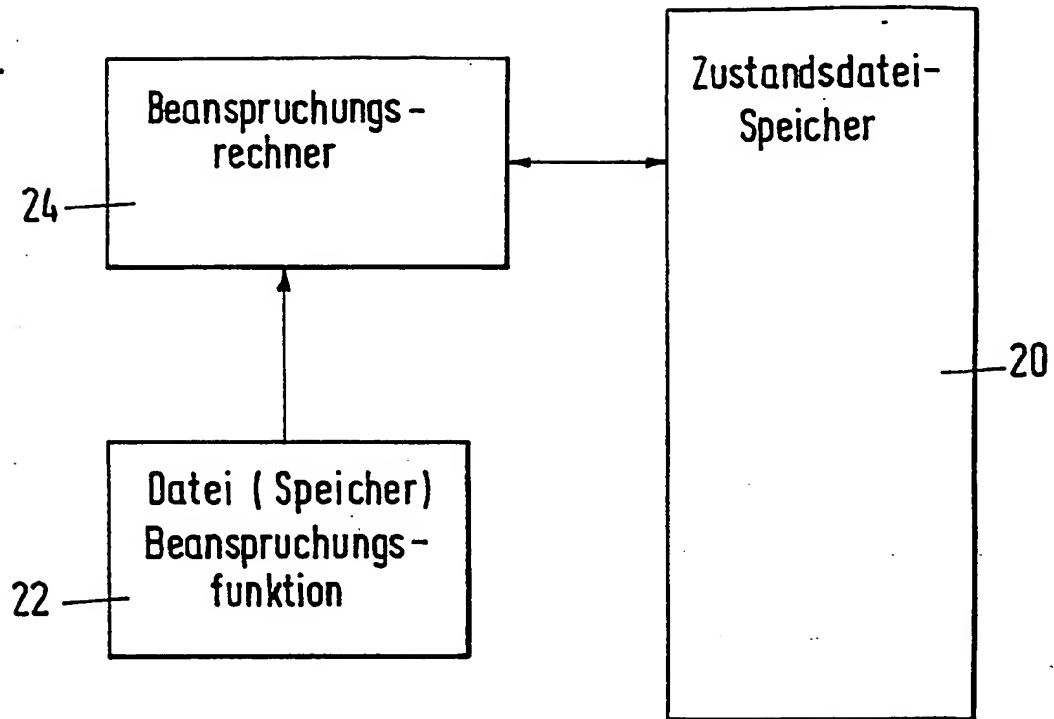 Beanspruchungs-
rechner
24
Zustandsdatei-
Speicher
20
Datei (Speicher)
Beanspruchungs-
funktion
22